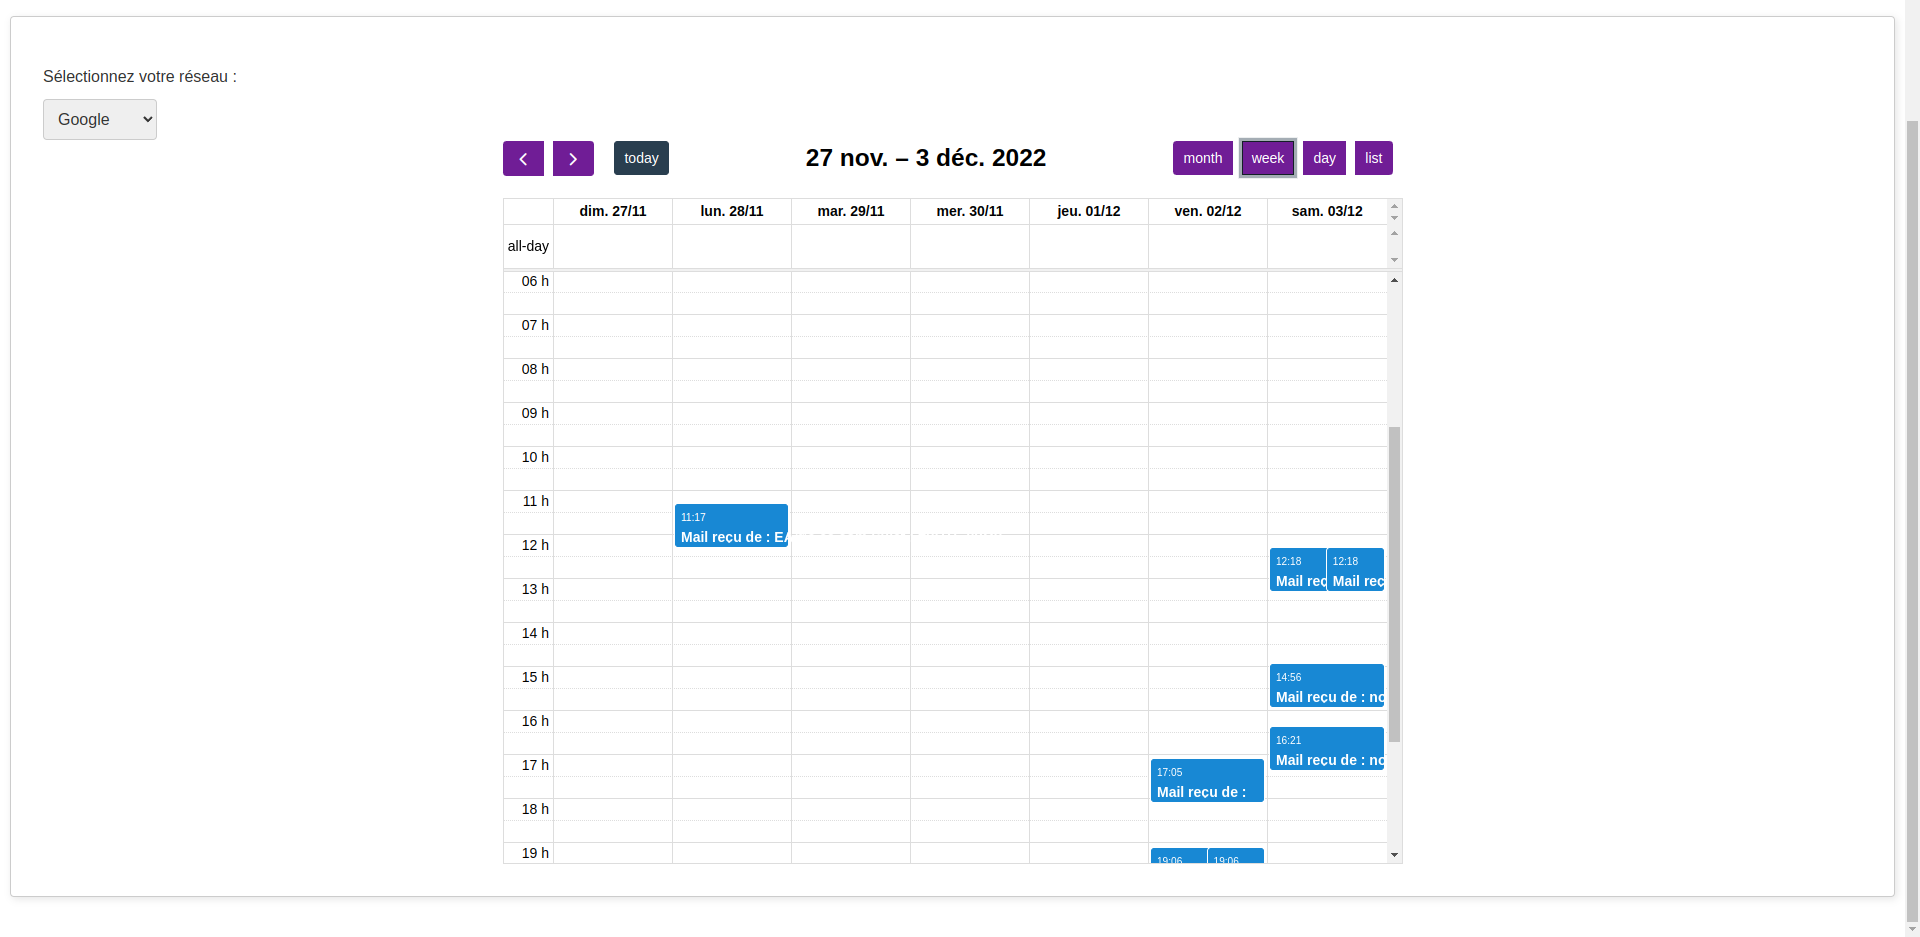 Sélectionnez votre réseau :
Google
today
27 nov. – 3 déc. 2022
month week day list
dim. 27/11 lun. 28/11 mar. 29/11 mer. 30/11 jeu. 01/12 ven. 02/12 sam. 03/12
all-day
06 h
07 h
08 h
09 h
10 h
11 h
11:17
Mail reçu de :
12 h
12:18 12:18
Mail reç Mail reç
13 h
14 h
15 h
14:56
Mail reçu de : no
16 h
16:21
Mail reçu de : no
17 h
17:05
Mail reçu de :
18 h
19 h
19:06 19:06